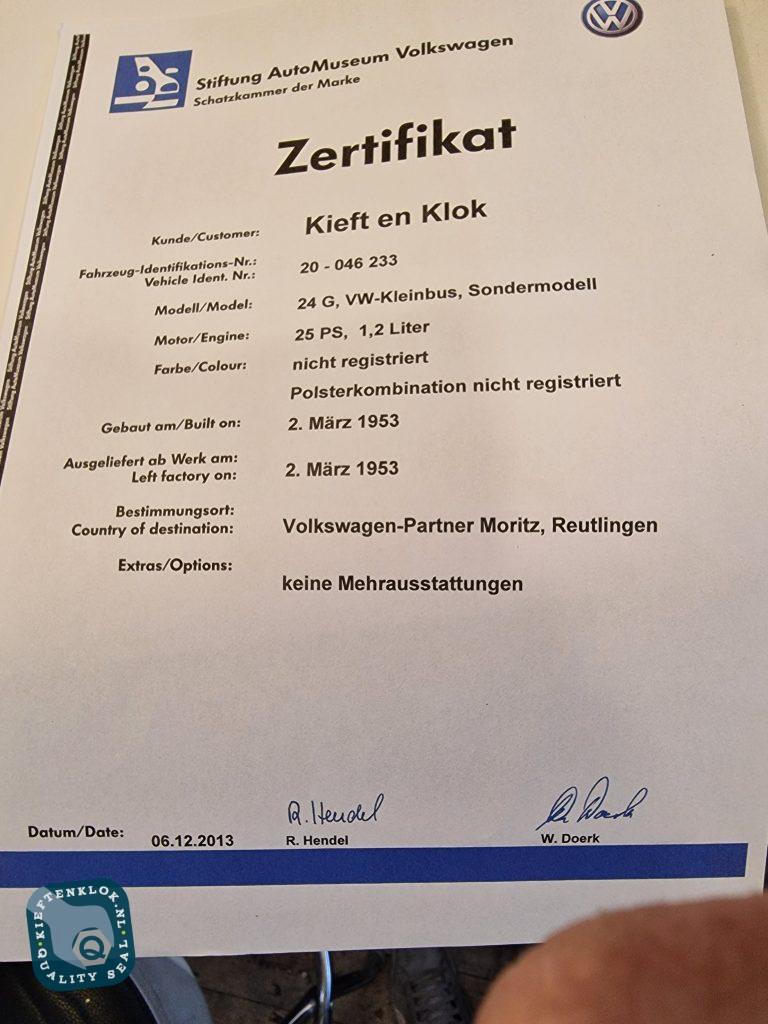 Stiftung AutoMuseum Volkswagen
Schatzkammer der Marke
Zertifikat
Kunde/Customer: Kieft en Klok
Fahrzeug-Identifikations-Nr.:
Vehicle Ident. Nr.: 20 - 046 233
Modell/Model: 24 G, VW-Kleinbus, Sondermodell
Motor/Engine: 25 PS, 1,2 Liter
Farbe/Colour: nicht registriert
Polsterkombination nicht registriert
Gebaut am/Built on: 2. März 1953
Ausgeliefert ab Werk am:
Left factory on: 2. März 1953
Bestimmungsort:
Country of destination: Volkswagen-Partner Moritz, Reutlingen
Extras/Options:
keine Mehrausstattungen
R. Hendel W. Doerk
Datum/Date: 06.12.2013 R. Hendel W. Doerk
KIEFTENKLOK.NL
QUALITY SEAL
Q